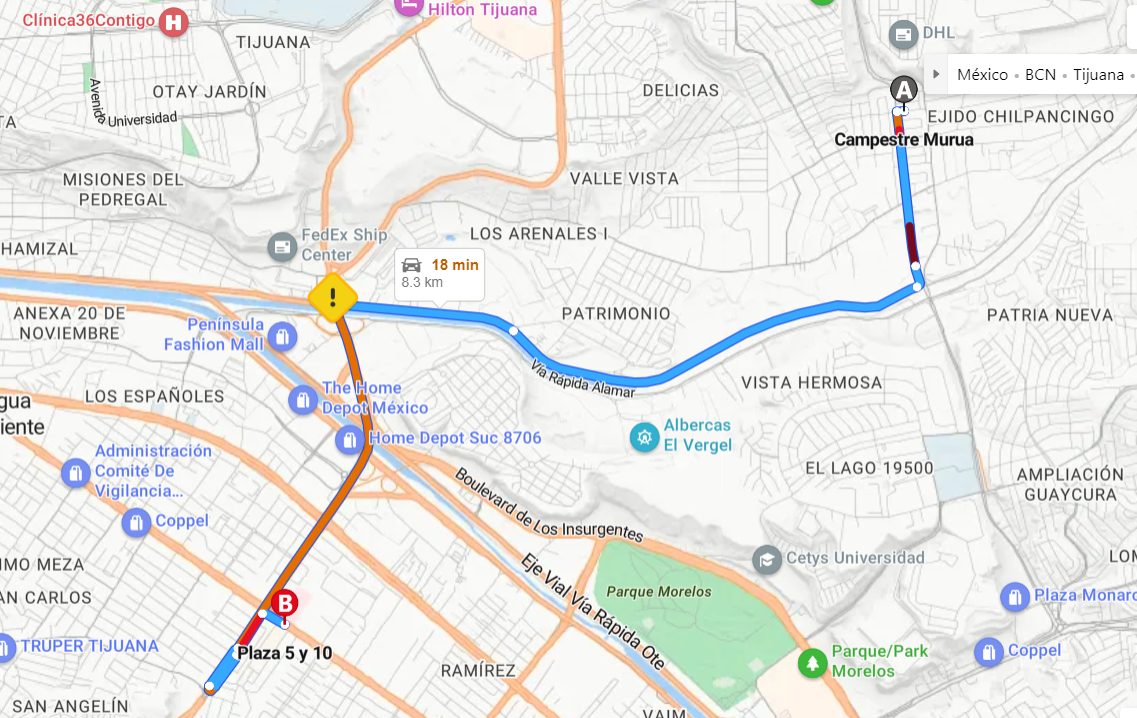 Clínica36Contigo
Hilton Tijuana
TIJUANA
DHL
México • BCN • Tijuana •
OTAY JARDÍN
Avenida
Universidad
DELICIAS
A
EJIDO CHILPANCINGO
Campestre Murua
TA
MISIONES DEL
PEDREGAL
VALLE VISTA
HAMIZAL
FedEx Ship
Center
LOS ARENALES I
18 min
8.3 km
ANEXA 20 DE
NOVIEMBRE
Península
Fashion Mall
PATRIMONIO
PATRIA NUEVA
Vía Rápida Alamar
VISTA HERMOSA
LOS ESPAÑOLES
gua
iente
The Home
Depot México
Home Depot Suc 8706
Albercas
El Vergel
Administración
Comité De
Vigilancia...
EL LAGO 19500
AMPLIACIÓN
GUAYCURA
Boulevard de Los Insurgentes
Coppel
Eje Vial Vía Rápida Ote
Cetys Universidad
LOM
IMO MEZA
AN CARLOS
B
Parque Morelos
Plaza Monarc
TRUPER TIJUANA
Plaza 5 y 10
RAMÍREZ
Parque/Park
Morelos
Coppel
SAN ANGELÍN
VAIM